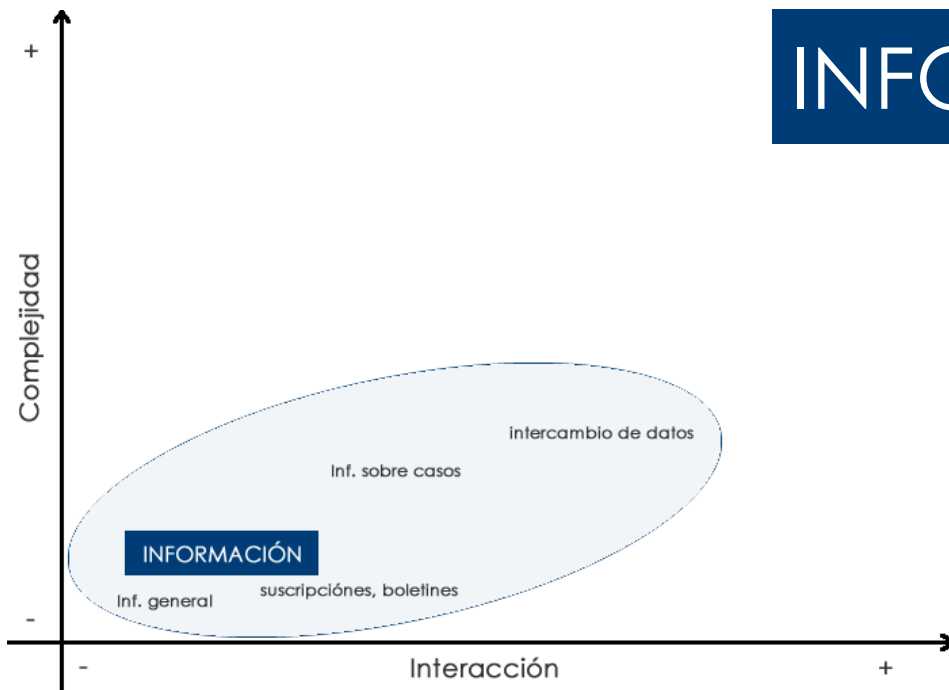 +
INFO
Complejidad
intercambio de datos
Inf. sobre casos
INFORMACIÓN
suscripciónes, boletines
Inf. general
-
-
Interacción
+